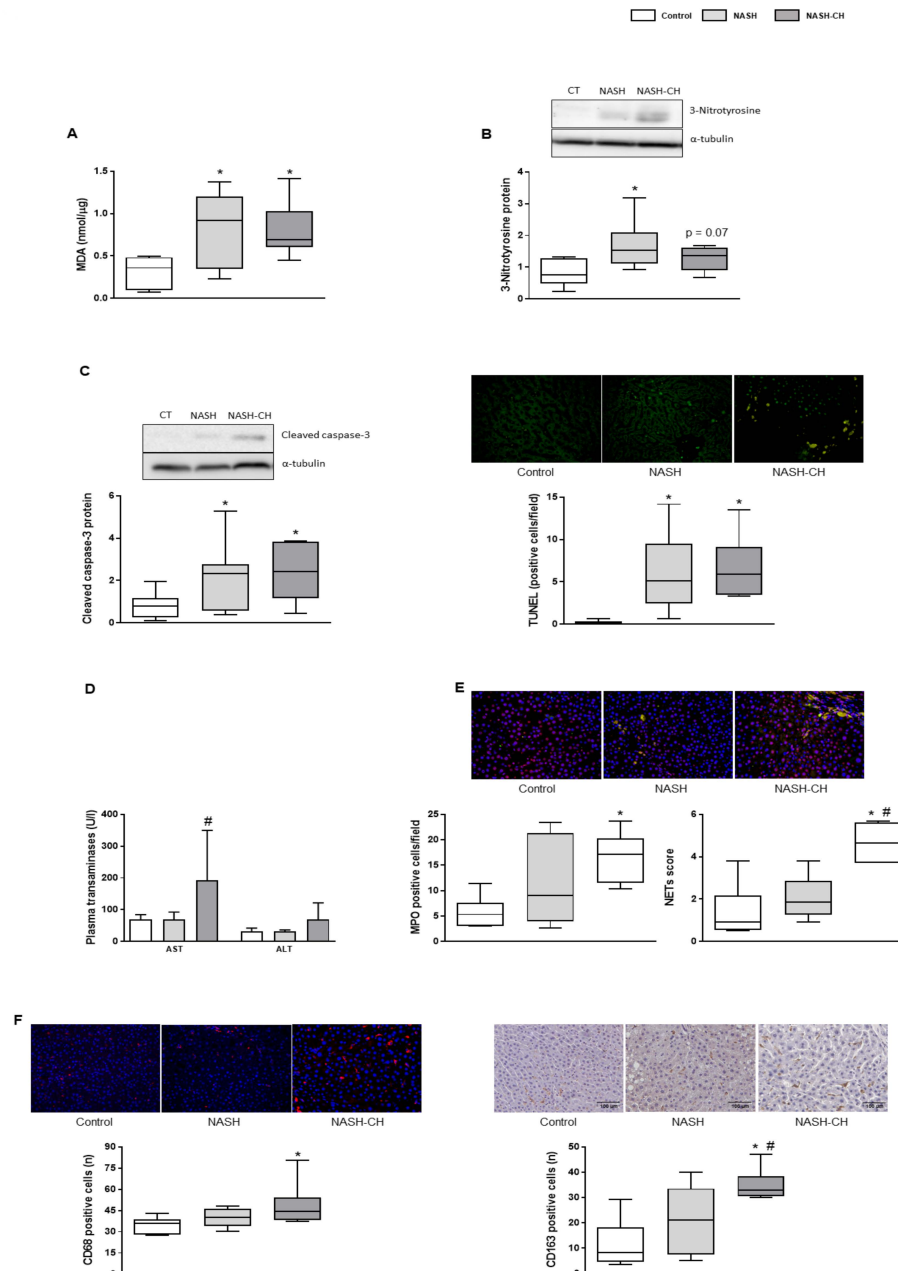 Control NASH NASH-CH
A
MDA (nmol/µg)
1.5
1.0
0.5
0.0
* *
B
CT NASH NASH-CH
3-Nitrotyrosine
α-tubulin
3-Nitrotyrosine protein
4
3
2
1
0
*
p = 0.07
C
CT NASH NASH-CH
Cleaved caspase-3
α-tubulin
Cleaved caspase-3 protein
6
4
2
0
* *
Control NASH NASH-CH
TUNEL (positive cells/field)
15
10
5
0
* *
D
Plasma transaminases (U/l)
400
300
200
100
0
#
AST ALT
E
Control NASH NASH-CH
MPO positive cells/field
25
20
15
10
5
0
*
NETs score
6
4
2
0
* #
F
Control NASH NASH-CH
CD68 positive cells (n)
90
75
60
45
30
15
*
100 µm 100 µm 100 µm
Control NASH NASH-CH
CD163 positive cells (n)
50
40
30
20
10
* #